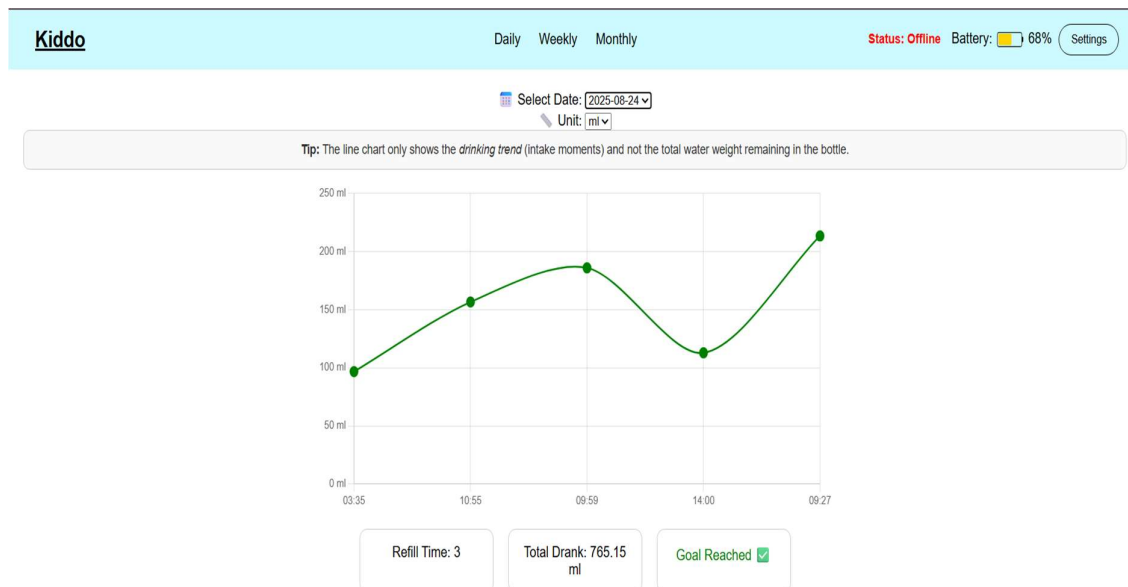 Kiddo
Daily Weekly Monthly
Status: Offline Battery: 68% Settings
Select Date: 2025-08-24
Unit: ml
Tip: The line chart only shows the drinking trend (intake moments) and not the total water weight remaining in the bottle.
250 ml
200 ml
150 ml
100 ml
50 ml
0 ml
03:35 10:55 09:59 14:00 09:27
Refill Time: 3
Total Drank: 765.15
ml
Goal Reached ✅